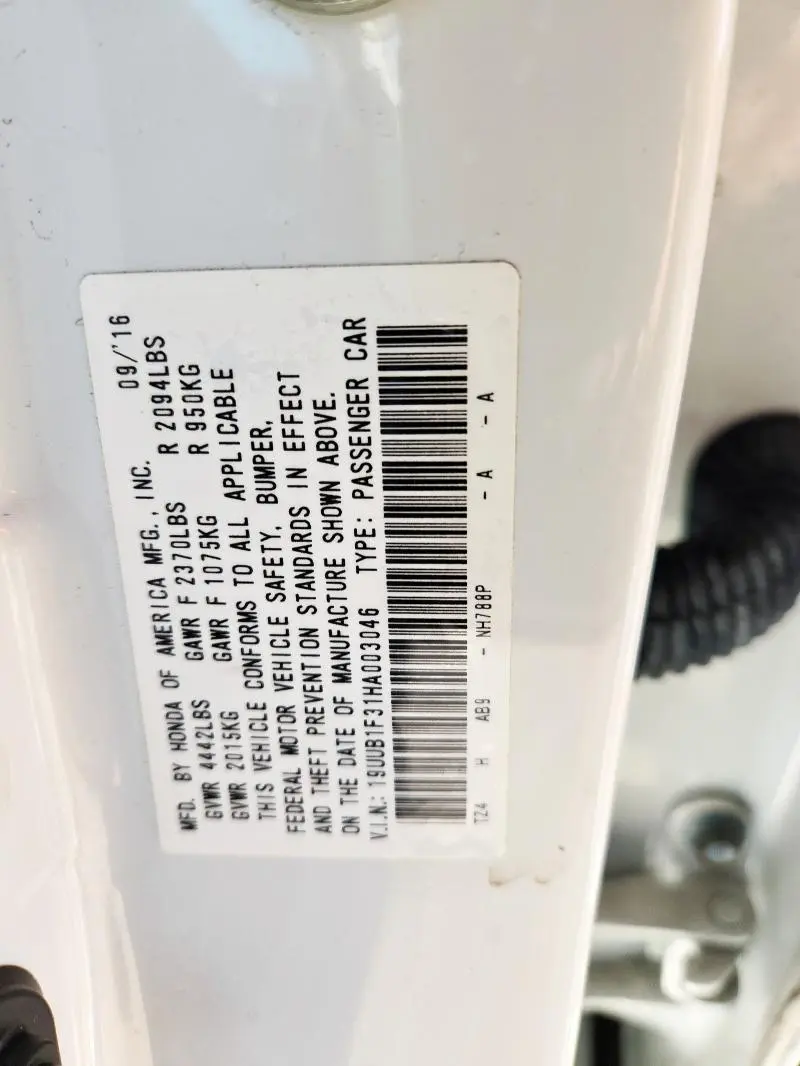 MFD. BY HONDA OF AMERICA MFG., INC. 09/'16
GVWR 4442LBS GAWR F 2370LBS R 2094LBS
GVWR 2015KG GAWR F 1075KG R 950KG
THIS VEHICLE CONFORMS TO ALL APPLICABLE
FEDERAL MOTOR VEHICLE SAFETY, BUMPER,
AND THEFT PREVENTION STANDARDS IN EFFECT
ON THE DATE OF MANUFACTURE SHOWN ABOVE.
V.I.N.: 19UUB1F31HA003046 TYPE: PASSENGER CAR
TZ4 H AB9 - NH788P - A - A